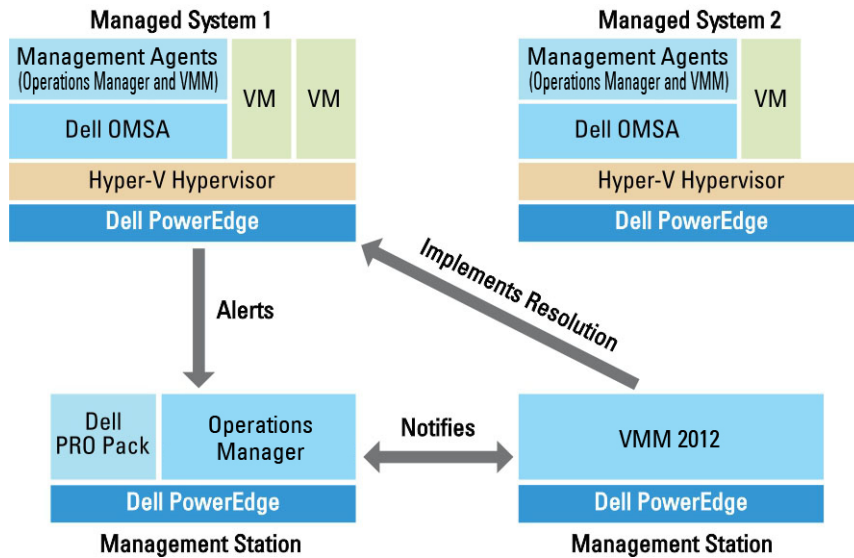 Managed System 1
Management Agents
(Operations Manager and VMM)
Dell OMSA
VM
VM
Hyper-V Hypervisor
Dell PowerEdge
Managed System 2
Management Agents
(Operations Manager and VMM)
Dell OMSA
VM
Hyper-V Hypervisor
Dell PowerEdge
Alerts
Implements Resolution
Dell
PRO Pack
Operations
Manager
Dell PowerEdge
Management Station
Notifies
VMM 2012
Dell PowerEdge
Management Station